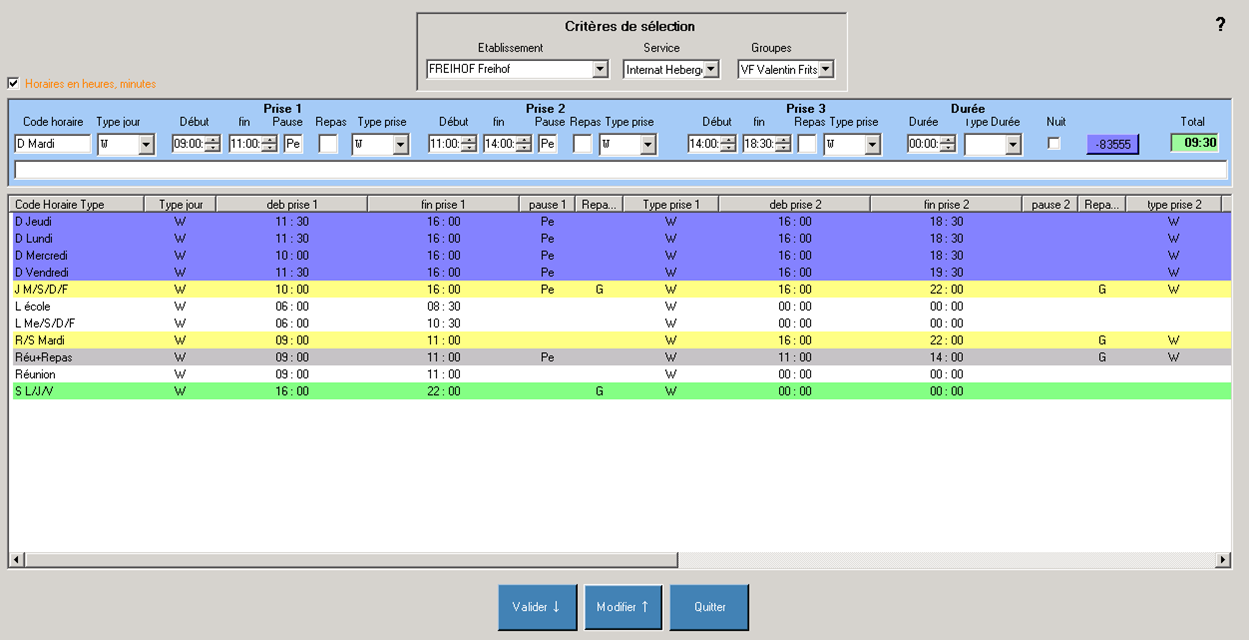 Critères de sélection
?
Etablissement Service Groupes
FREIHOF Freihof Internat Heberg VF Valentin Frits
Horaires en heures, minutes
Prise 1 Prise 2 Prise 3 Durée
Code horaire Type jour Début fin Pause Repas Type prise Début fin Pause Repas Type prise Début fin Repas Type prise Durée Type Durée Nuit Total
D Mardi W 09:00: 11:00: Pe W 11:00: 14:00: Pe W 14:00: 18:30: W 00:00: -83555 09:30
Code Horaire Type Type jour deb prise 1 fin prise 1 pause 1 Repa... Type prise 1 deb prise 2 fin prise 2 pause 2 Repa... type prise 2
D Jeudi W 11 : 30 16 : 00 Pe W 16 : 00 18 : 30 W
D Lundi W 11 : 30 16 : 00 Pe W 16 : 00 18 : 30 W
D Mercredi W 10 : 00 16 : 00 Pe W 16 : 00 18 : 30 W
D Vendredi W 11 : 30 16 : 00 Pe W 16 : 00 19 : 30 W
J M/S/D/F W 10 : 00 16 : 00 Pe G W 16 : 00 22 : 00 G W
L école W 06 : 00 08 : 30 W 00 : 00 00 : 00
L Me/S/D/F W 06 : 00 10 : 30 W 00 : 00 00 : 00
R/S Mardi W 09 : 00 11 : 00 W 16 : 00 22 : 00 G W
Réu+Repas W 09 : 00 11 : 00 Pe W 11 : 00 14 : 00 G W
Réunion W 09 : 00 11 : 00 W 00 : 00 00 : 00
S L/J/V W 16 : 00 22 : 00 G W 00 : 00 00 : 00
Valider ↓ Modifier ↑ Quitter